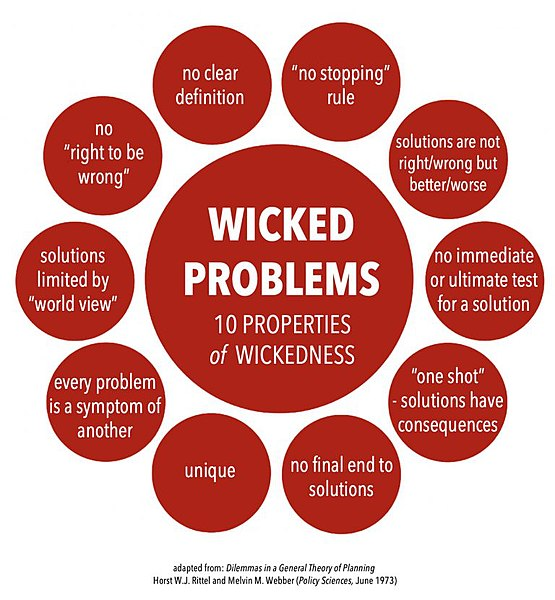 WICKED
PROBLEMS
10 PROPERTIES
of WICKEDNESS
no clear
definition
“no stopping”
rule
solutions are not
right/wrong but
better/worse
no immediate
or ultimate test
for a solution
“one shot”
- solutions have
consequences
no final end to
solutions
unique
every problem
is a symptom of
another
solutions
limited by
“world view”
no
“right to be
wrong”
adapted from: Dilemmas in a General Theory of Planning
Horst W.J. Rittel and Melvin M. Webber (Policy Sciences, June 1973)